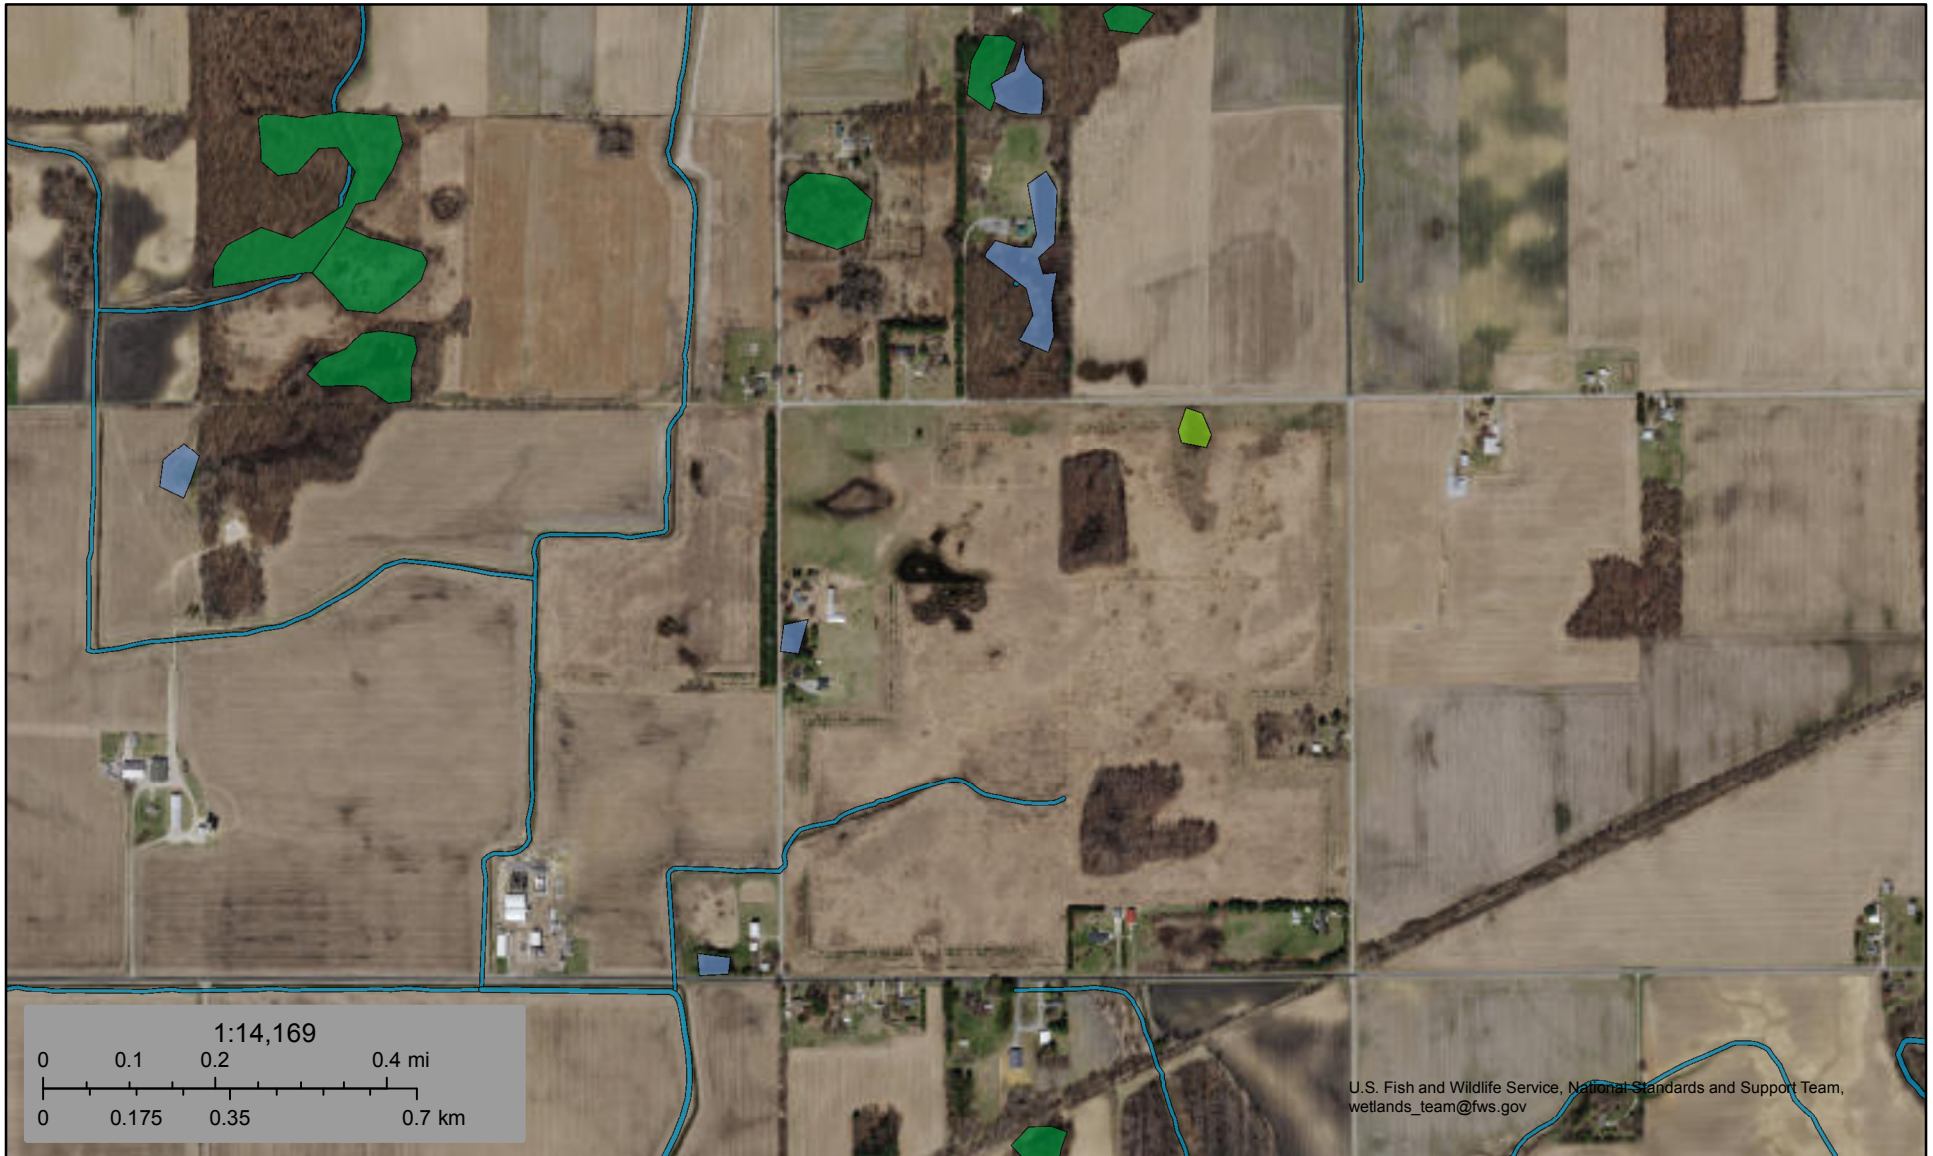 1:14,169
0 0.1 0.2 0.4 mi
0 0.175 0.35 0.7 km
U.S. Fish and Wildlife Service, National Standards and Support Team,
wetlands_team@fws.gov